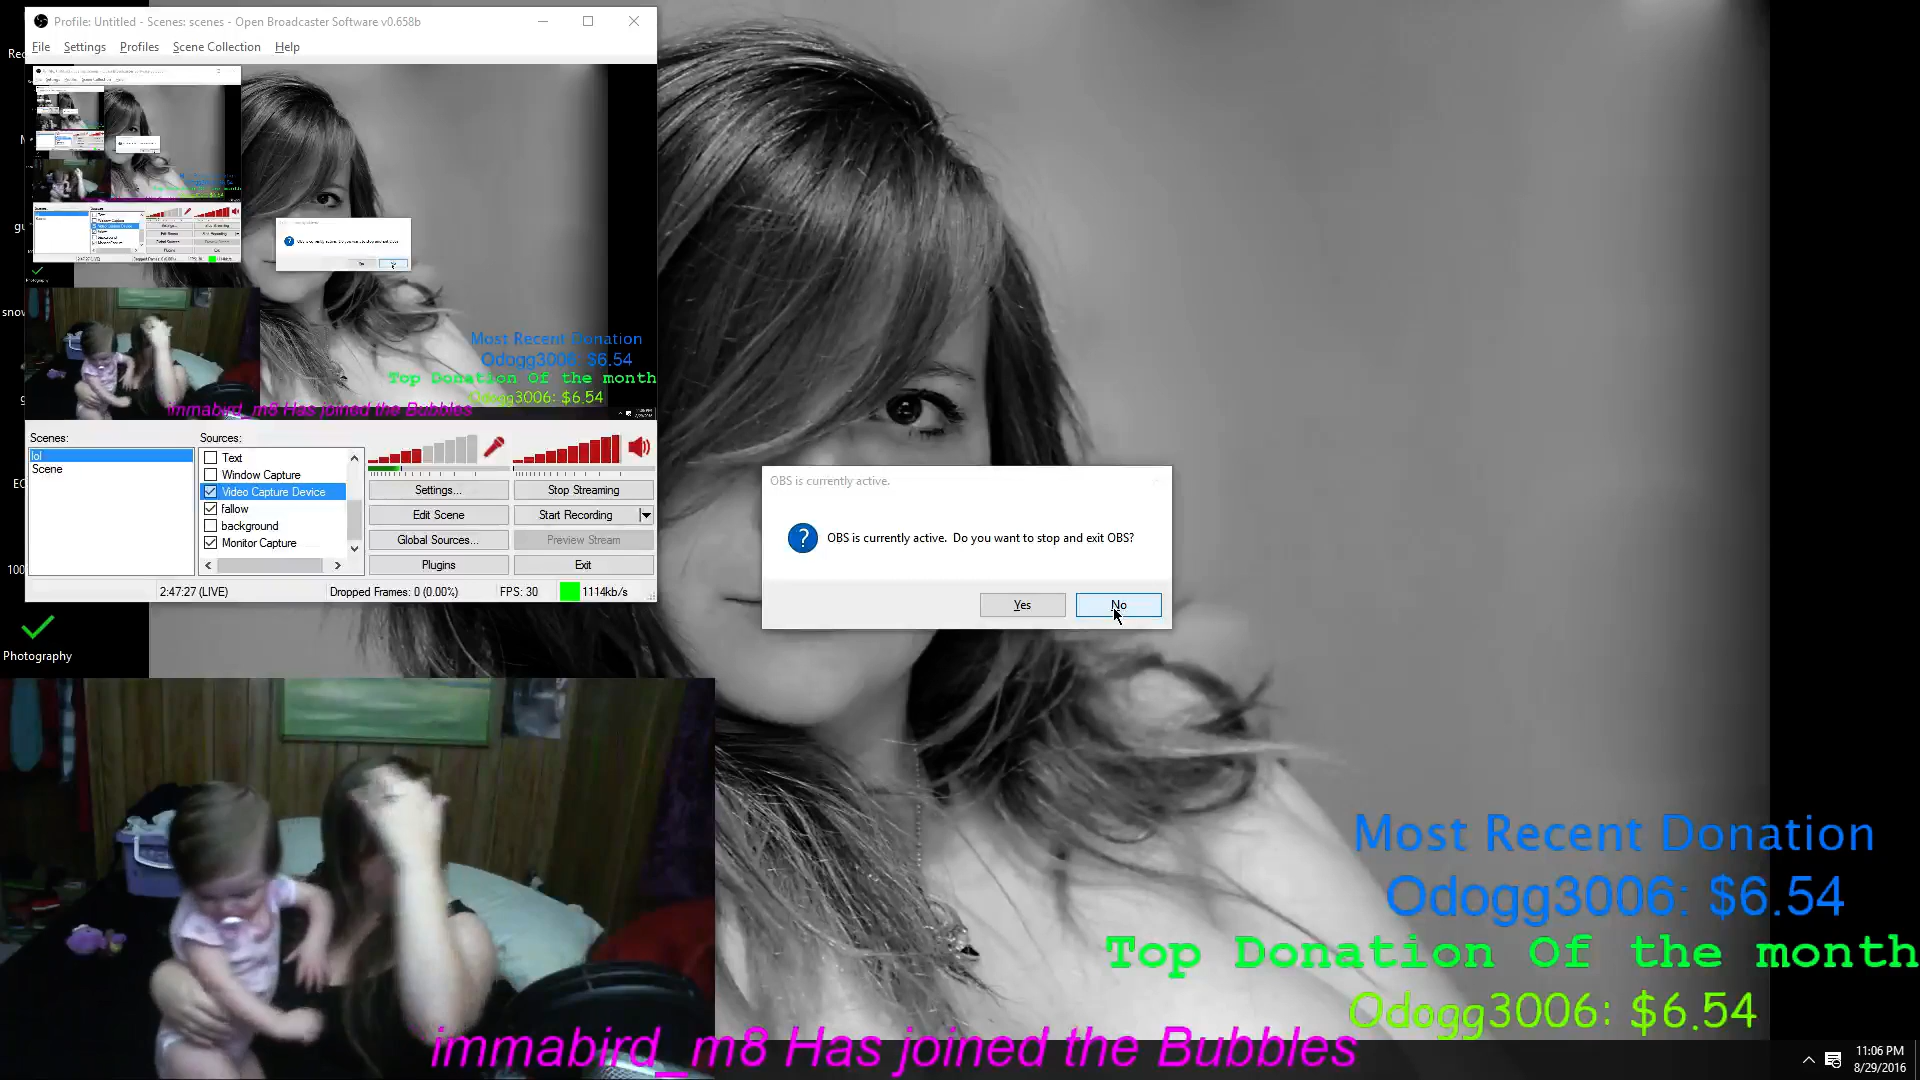 Profile: Untitled - Scenes: scenes - Open Broadcaster Software v0.658b
File Settings Profiles Scene Collection Help
Most Recent Donation
Odogg3006: $6.54
Top Donation Of the month
Odogg3006: $6.54
immabird_m8 Has joined the Bubbles
Scenes:
lol
Scene
Sources:
Text
Window Capture
Video Capture Device
fallow
background
Monitor Capture
Settings...
Stop Streaming
Edit Scene
Start Recording
Global Sources...
Preview Stream
Plugins
Exit
2:47:27 (LIVE)
Dropped Frames: 0 (0.00%)
FPS: 30
1114kb/s
Photography
OBS is currently active.
OBS is currently active. Do you want to stop and exit OBS?
Yes
No
Most Recent Donation
Odogg3006: $6.54
Top Donation Of the month
Odogg3006: $6.54
immabird_m8 Has joined the Bubbles
11:06 PM
8/29/2016